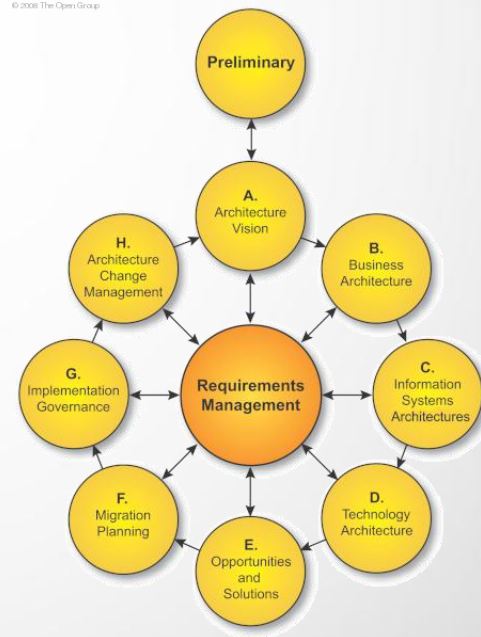 © 2008 The Open Group
Preliminary
A.
Architecture
Vision
H.
Architecture
Change
Management
B.
Business
Architecture
G.
Implementation
Governance
Requirements
Management
C.
Information
Systems
Architectures
F.
Migration
Planning
D.
Technology
Architecture
E.
Opportunities
and
Solutions